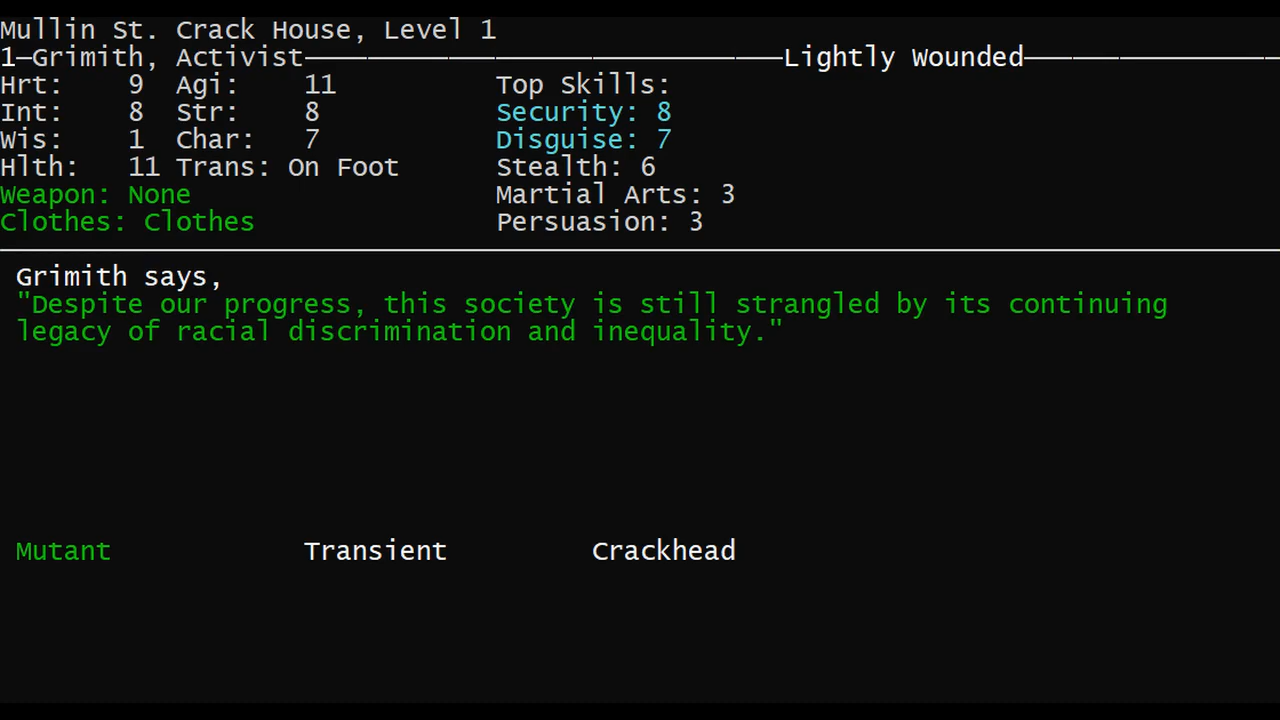 Mullin St. Crack House, Level 1
1—Grimith, Activist Lightly Wounded
Hrt: 9 Agi: 11 Top Skills:
Int: 8 Str: 8 Security: 8
Wis: 1 Char: 7 Disguise: 7
Hlth: 11 Trans: On Foot Stealth: 6
Weapon: None Martial Arts: 3
Clothes: Clothes Persuasion: 3
Grimith says,
"Despite our progress, this society is still strangled by its continuing
legacy of racial discrimination and inequality."
Mutant Transient Crackhead